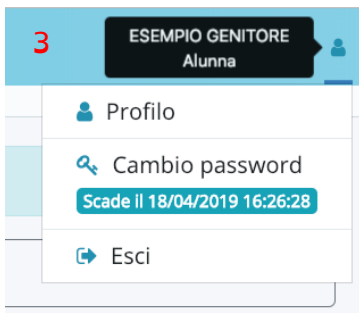 3
ESEMPIO GENITORE
Alunna
Profilo
Cambio password
Scade il 18/04/2019 16:26:28
Esci